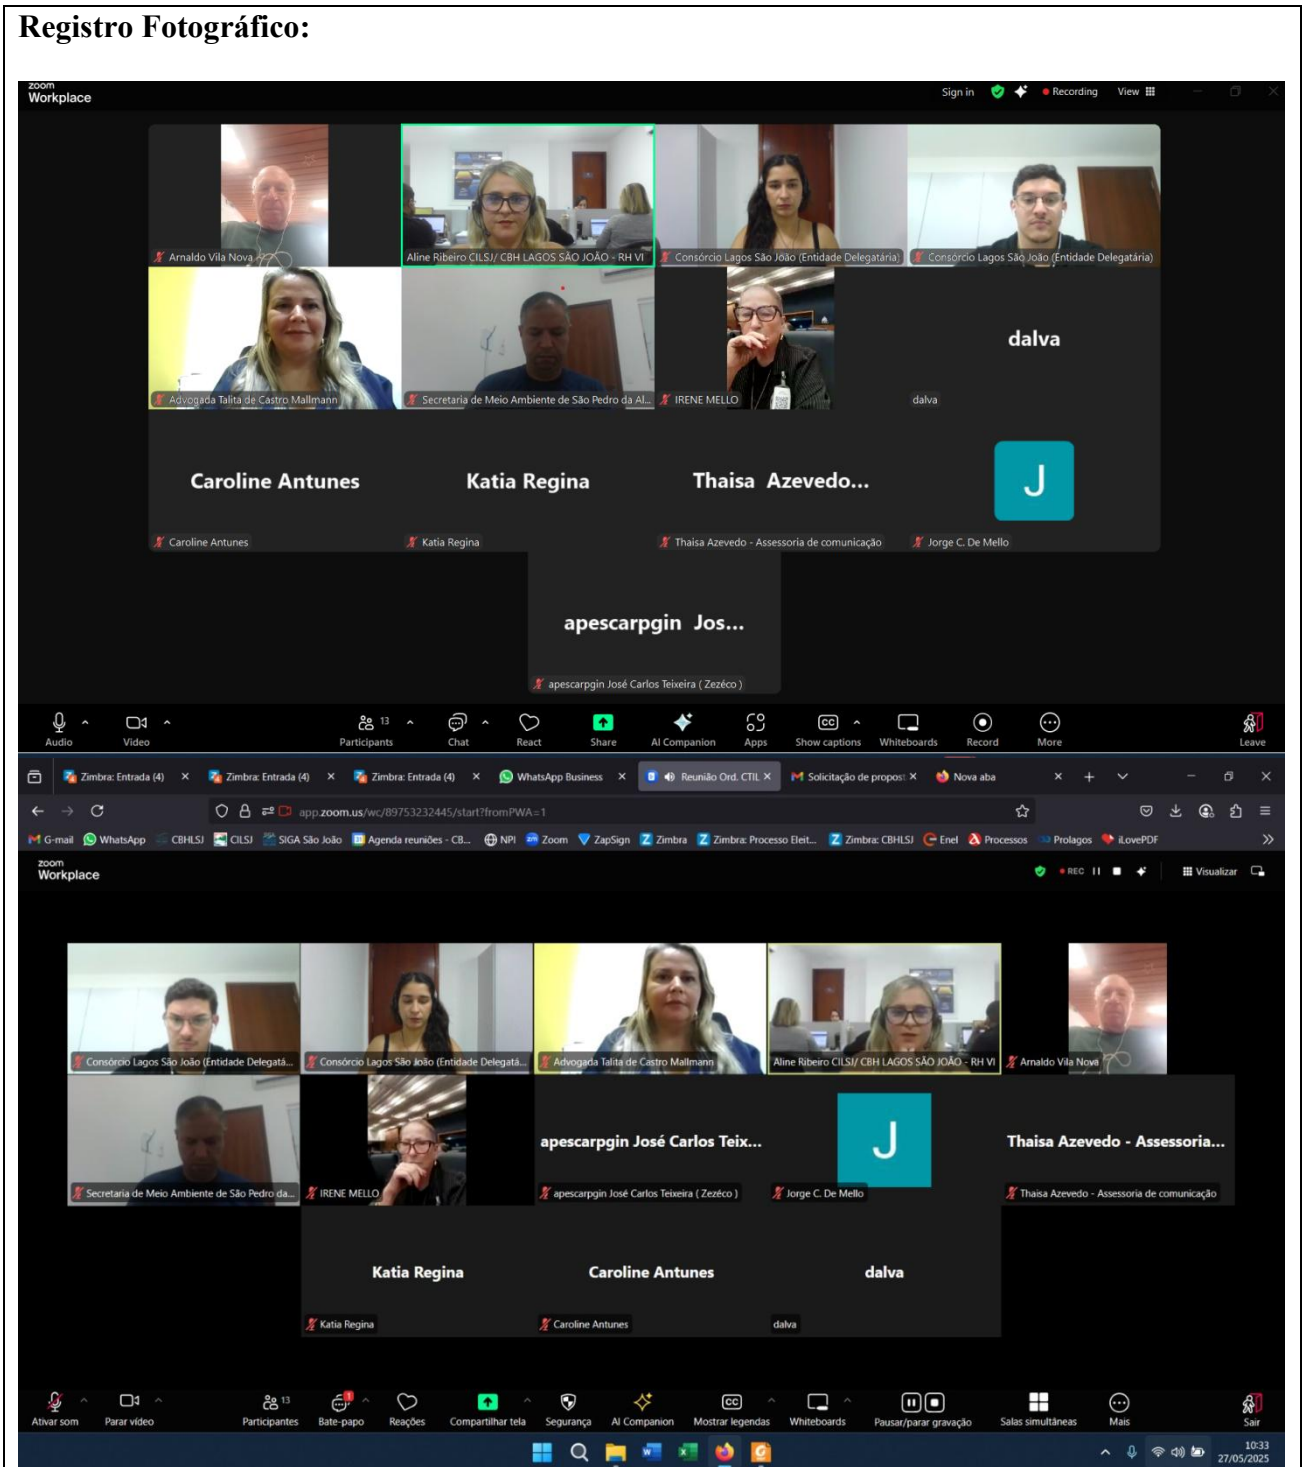 Registro Fotográfico:
zoom
Workplace
Sign in
Recording
View
Arnaldo Vila Nova
Aline Ribeiro CILSJ/ CBH LAGOS SÃO JOÃO - RH VI
Consórcio Lagos São João (Entidade Delegatária)
Consórcio Lagos São João (Entidade Delegatária)
Advogada Talita de Castro Mallmann
Secretaria de Meio Ambiente de São Pedro da Al...
IRENE MELLO
dalva
dalva
Caroline Antunes
Katia Regina
Thaisa Azevedo...
J
Caroline Antunes
Katia Regina
Thaisa Azevedo - Assessoria de comunicação
Jorge C. De Mello
apescarpgin Jos...
apescarpgin José Carlos Teixeira ( Zezéco )
Audio
Video
13
Participants
Chat
React
Share
AI Companion
Apps
CC
Show captions
Whiteboards
Record
More
Leave
Zimbra: Entrada (4)
Zimbra: Entrada (4)
Zimbra: Entrada (4)
WhatsApp Business
Reunião Ord. CTIL
Solicitação de propost
Nova aba
app.zoom.us/wc/89753232445/start?fromPWA=1
G-mail
WhatsApp
CBHLSJ
CILSJ
SIGA São João
Agenda reuniões - CB...
NPI
Zoom
ZapSign
Zimbra
Zimbra: Processo Eleit...
Zimbra: CBHLSJ
Enel
Processos
Prolagos
iLovePDF
zoom
Workplace
REC
Visualizar
Consórcio Lagos São João (Entidade Delegatá...
Consórcio Lagos São João (Entidade Delegatá...
Advogada Talita de Castro Mallmann
Aline Ribeiro CILSJ/ CBH LAGOS SÃO JOÃO - RH VI
Arnaldo Vila Nova
apescarpgin José Carlos Teix...
J
Thaisa Azevedo - Assessoria...
Secretaria de Meio Ambiente de São Pedro da...
IRENE MELLO
apescarpgin José Carlos Teixeira ( Zezéco )
Jorge C. De Mello
Thaisa Azevedo - Assessoria de comunicação
Katia Regina
Caroline Antunes
dalva
Katia Regina
Caroline Antunes
dalva
Ativar som
Parar vídeo
13
Participantes
1
Bate-papo
Reações
Compartilhar tela
Segurança
AI Companion
CC
Mostrar legendas
Whiteboards
Pausar/parar gravação
Salas simultâneas
Mais
Sair
10:33
27/05/2025